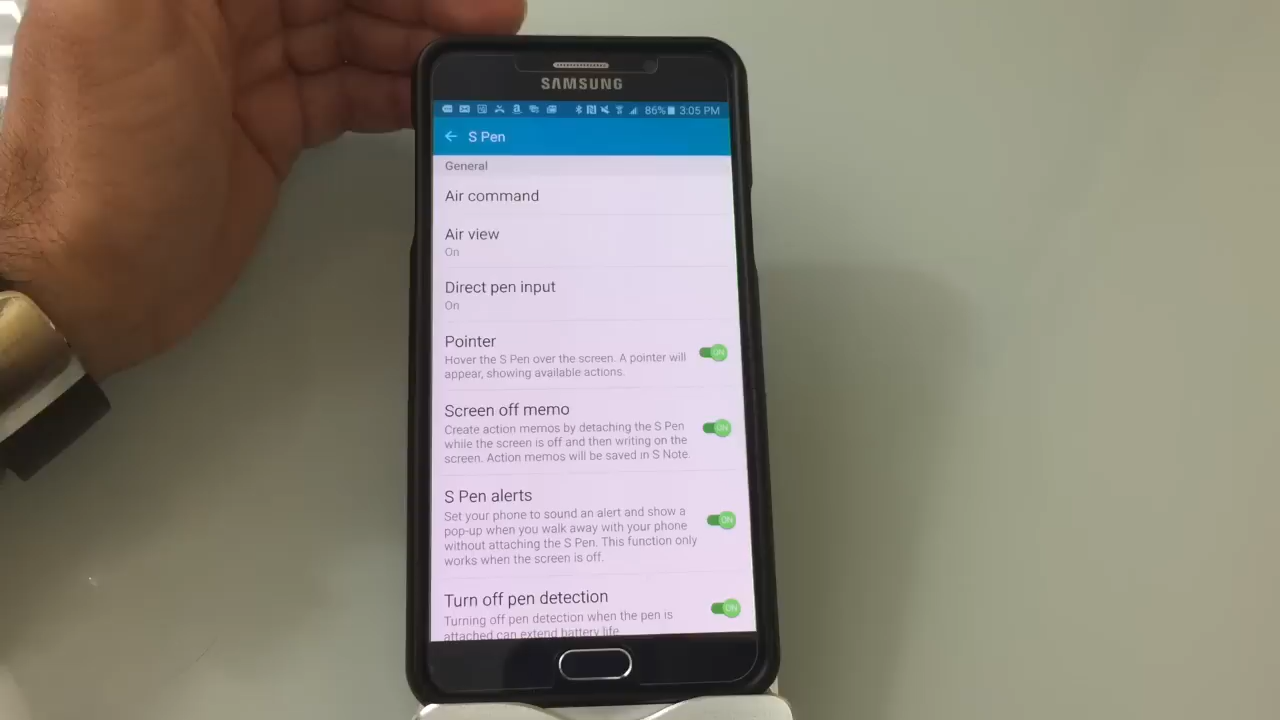 SAMSUNG
86% 3:05 PM
S Pen
General
Air command
Air view
On
Direct pen input
On
Pointer
Hover the S Pen over the screen. A pointer will
appear, showing available actions.
ON
Screen off memo
Create action memos by detaching the S Pen
while the screen is off and then writing on the
screen. Action memos will be saved in S Note.
ON
S Pen alerts
Set your phone to sound an alert and show a
pop-up when you walk away with your phone
without attaching the S Pen. This function only
works when the screen is off.
ON
Turn off pen detection
Turning off pen detection when the pen is
attached can extend battery life.
ON